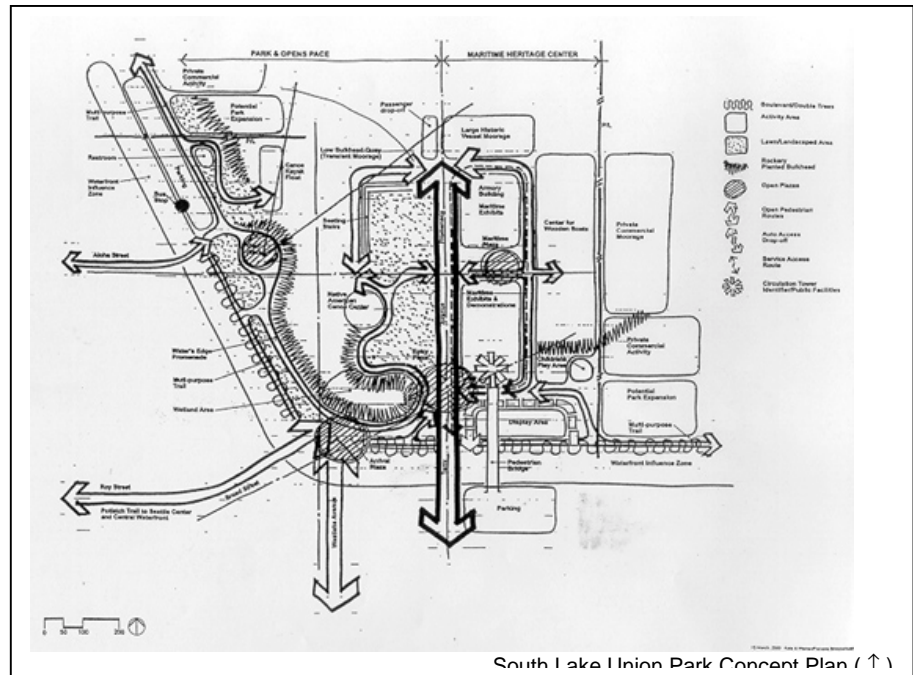 PARK & OPENS PACE
MARITIME HERITAGE CENTER
Private
Commercial
Activity
Multi-purpose
Trail
Potential
Park Expansion
P/L
Restroom
Waterfront
Influence
Zone
Parking
Bus
Stop
Canoe
Kayak
Float
Passenger
drop-off
Low Bulkhead Quay
(Transient Moorage)
Large Historic
Vessel Moorage
P/L
Seating
Stairs
Armory
Building
Maritime
Exhibits
Maritime
Plaza
Center for
Wooden Boats
Private
Commercial
Moorage
Aloha Street
Native
American
Canoe Center
Maritime
Exhibits &
Demonstrations
Water's Edge
Promenade
Multi-purpose
Trail
Wetland Area
Entry
Children's
Play Area
Private
Commercial
Activity
Potential
Park Expansion
Multi-purpose
Trail
Display Area
Waterfront Influence Zone
Arrival
Plaza
Pedestrian
Bridge
Parking
Roy Street
Broad Street
Potlatch Trail to Seattle Center
and Central Waterfront
Westlake Avenue
Boulevard/Double Trees
Activity Area
Lawn/Landscaped Area
Rockery
Planted Bulkhead
Open Plazas
Open Pedestrian
Routes
Auto Access
Drop-off
Service Access
Route
Circulation Tower
Identifier/Public Facilities
0 50 100 200
South Lake Union Park Concept Plan (↑)